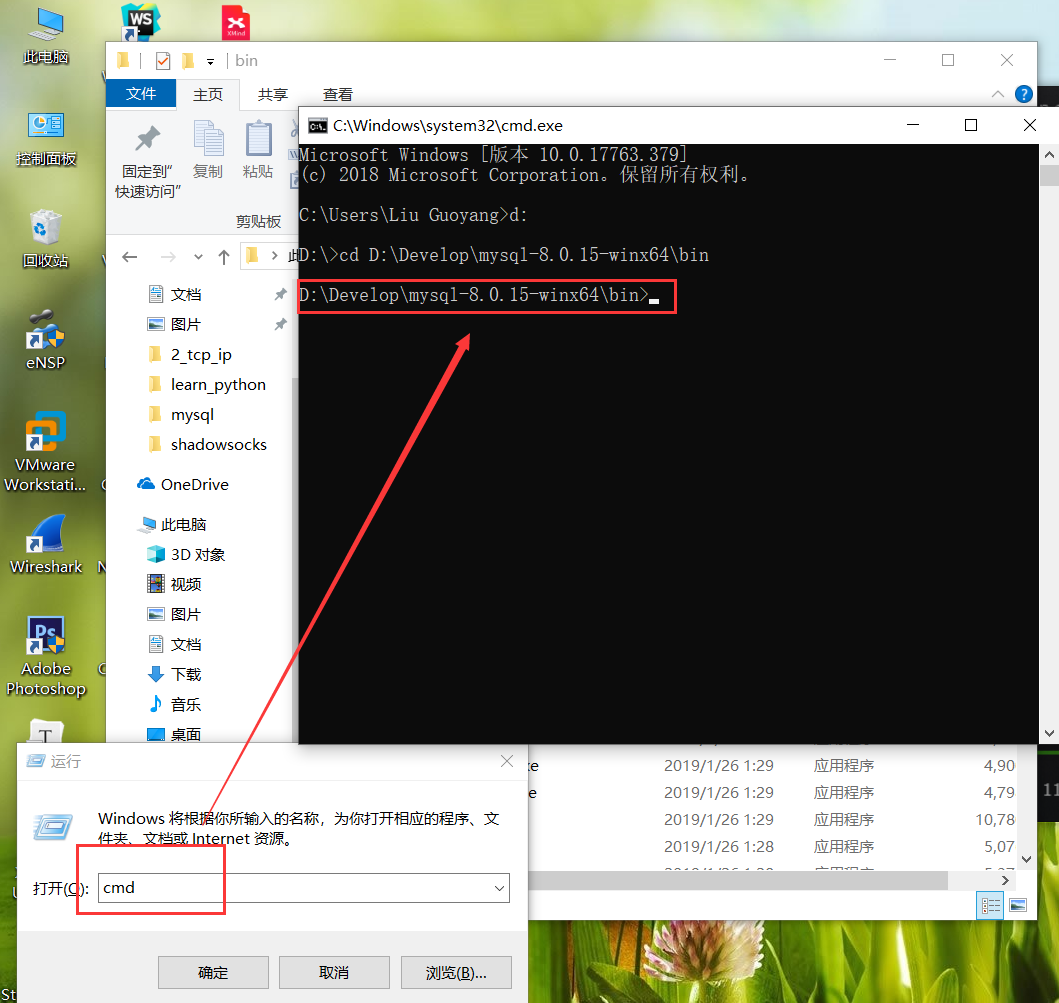 此电脑
WS
XMind
控制面板
回收站
eNSP
VMware
Workstati...
Wireshark
Ps
Adobe
Photoshop
T
St
bin
文件
主页
共享
查看
固定到"
快速访问"
复制
粘贴
剪贴板
文档
图片
2_tcp_ip
learn_python
mysql
shadowsocks
OneDrive
此电脑
3D 对象
视频
图片
文档
下载
音乐
桌面
C:\Windows\system32\cmd.exe
Microsoft Windows [版本 10.0.17763.379]
(c) 2018 Microsoft Corporation。保留所有权利。
C:\Users\Liu Guoyang>d:
D:\>cd D:\Develop\mysql-8.0.15-winx64\bin
D:\Develop\mysql-8.0.15-winx64\bin>
xe 2019/1/26 1:29 应用程序 4,90
e 2019/1/26 1:29 应用程序 4,79
2019/1/26 1:29 应用程序 10,78
2019/1/26 1:28 应用程序 5,07
运行
Windows 将根据你所输入的名称，为你打开相应的程序、文
件夹、文档或 Internet 资源。
打开(O): cmd
确定
取消
浏览(B)...